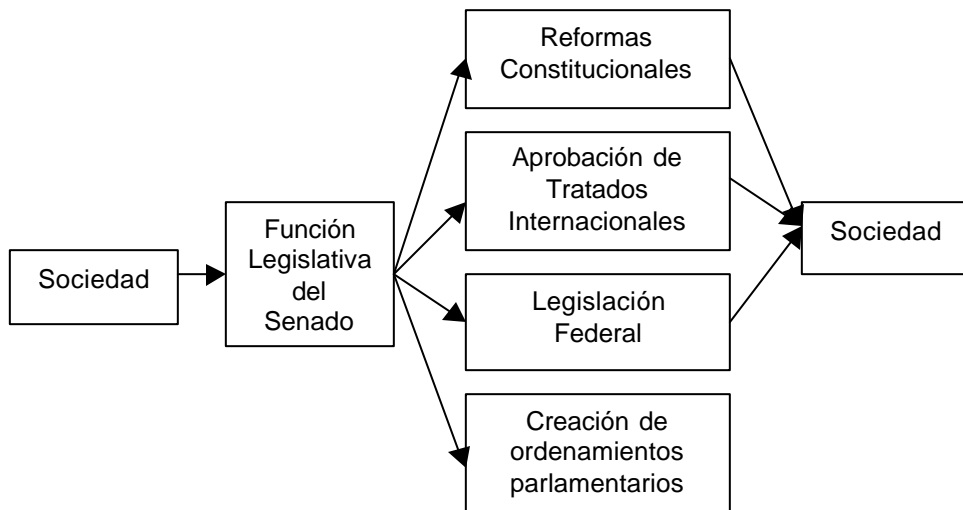 Sociedad
Función
Legislativa
del
Senado
Reformas
Constitucionales
Aprobación de
Tratados
Internacionales
Legislación
Federal
Creación de
ordenamientos
parlamentarios
Sociedad